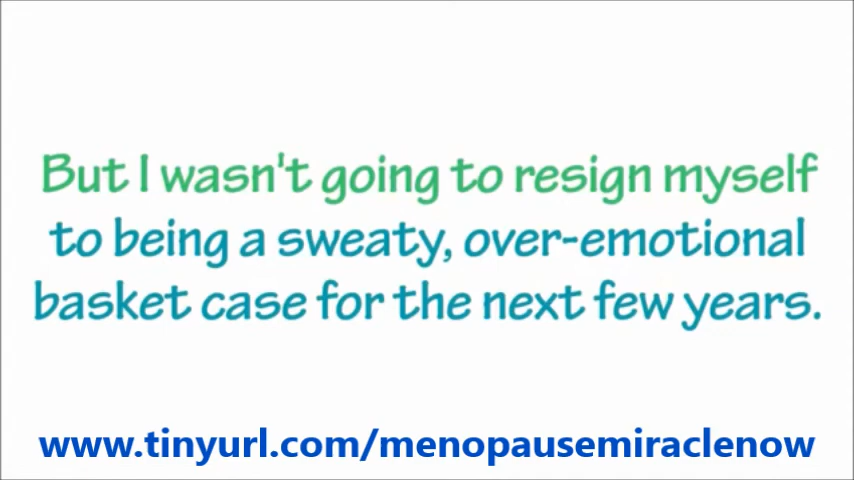 But I wasn't going to resign myself
to being a sweaty, over-emotional
basket case for the next few years.
www.tinyurl.com/menopausemiraclenow